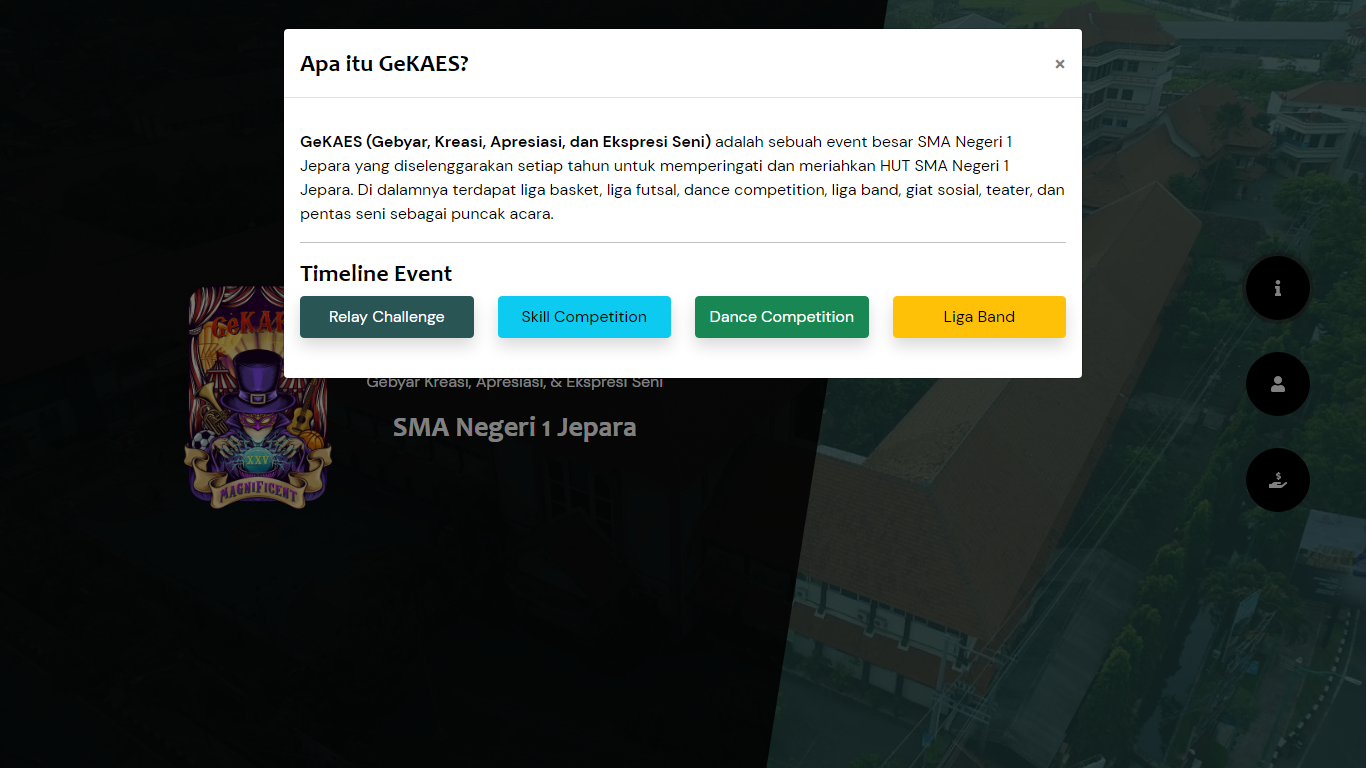 Apa itu GeKAES?
×
GeKAES (Gebyar, Kreasi, Apresiasi, dan Ekspresi Seni) adalah sebuah event besar SMA Negeri 1
Jepara yang diselenggarakan setiap tahun untuk memperingati dan meriahkan HUT SMA Negeri 1
Jepara. Di dalamnya terdapat liga basket, liga futsal, dance competition, liga band, giat sosial, teater, dan
pentas seni sebagai puncak acara.
Timeline Event
Relay Challenge
Skill Competition
Dance Competition
Liga Band
Gebyar Kreasi, Apresiasi, & Ekspresi Seni
SMA Negeri 1 Jepara
XXV
MAGNIFICENT